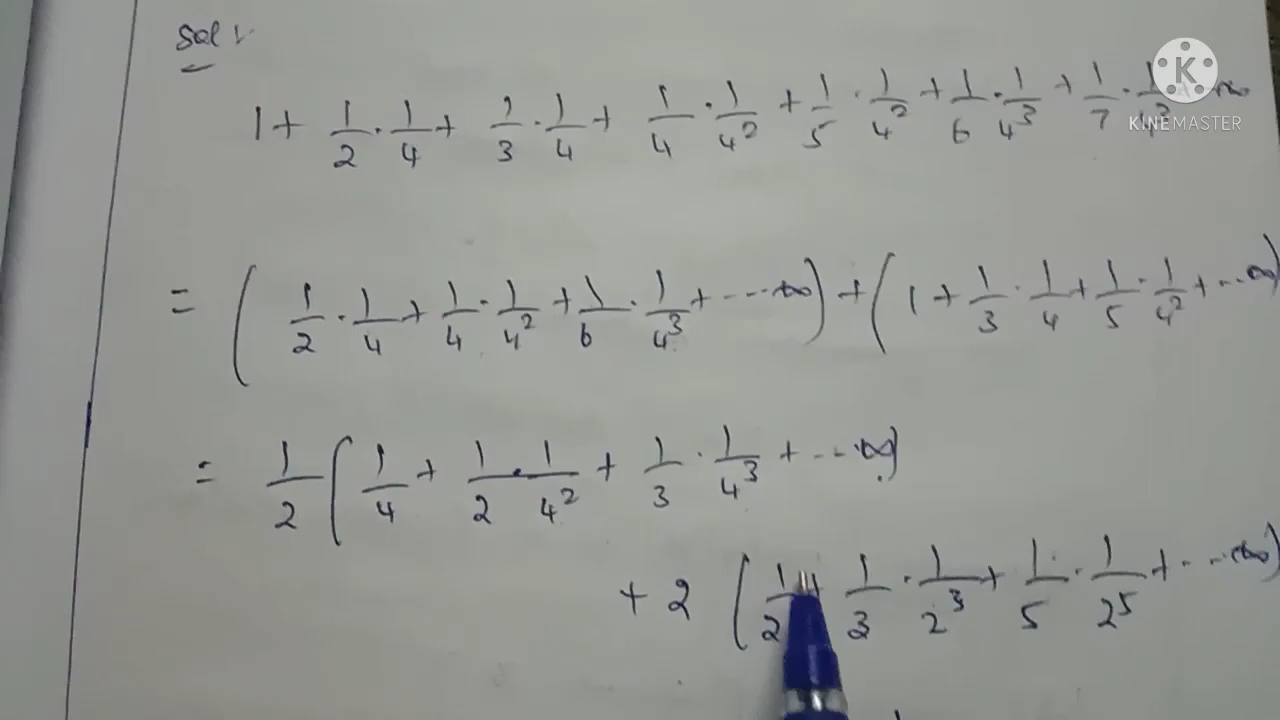 Sol :
1 + 1/2 · 1/4 + 1/3 · 1/4 + 1/4 · 1/4² + 1/5 · 1/4² + 1/6 · 1/4³ + 1/7 · 1/4³ ∞
K
KINEMASTER
= ( 1/2 · 1/4 + 1/4 · 1/4² + 1/6 · 1/4³ + ---- ∞ ) + ( 1 + 1/3 · 1/4 + 1/5 · 1/4² + --- ∞ )
= 1/2 ( 1/4 + 1/2 · 1/4² + 1/3 · 1/4³ + --- ∞ )
+ 2 ( 1/2 + 1/3 · 1/2³ + 1/5 · 1/2⁵ + --- ∞ )